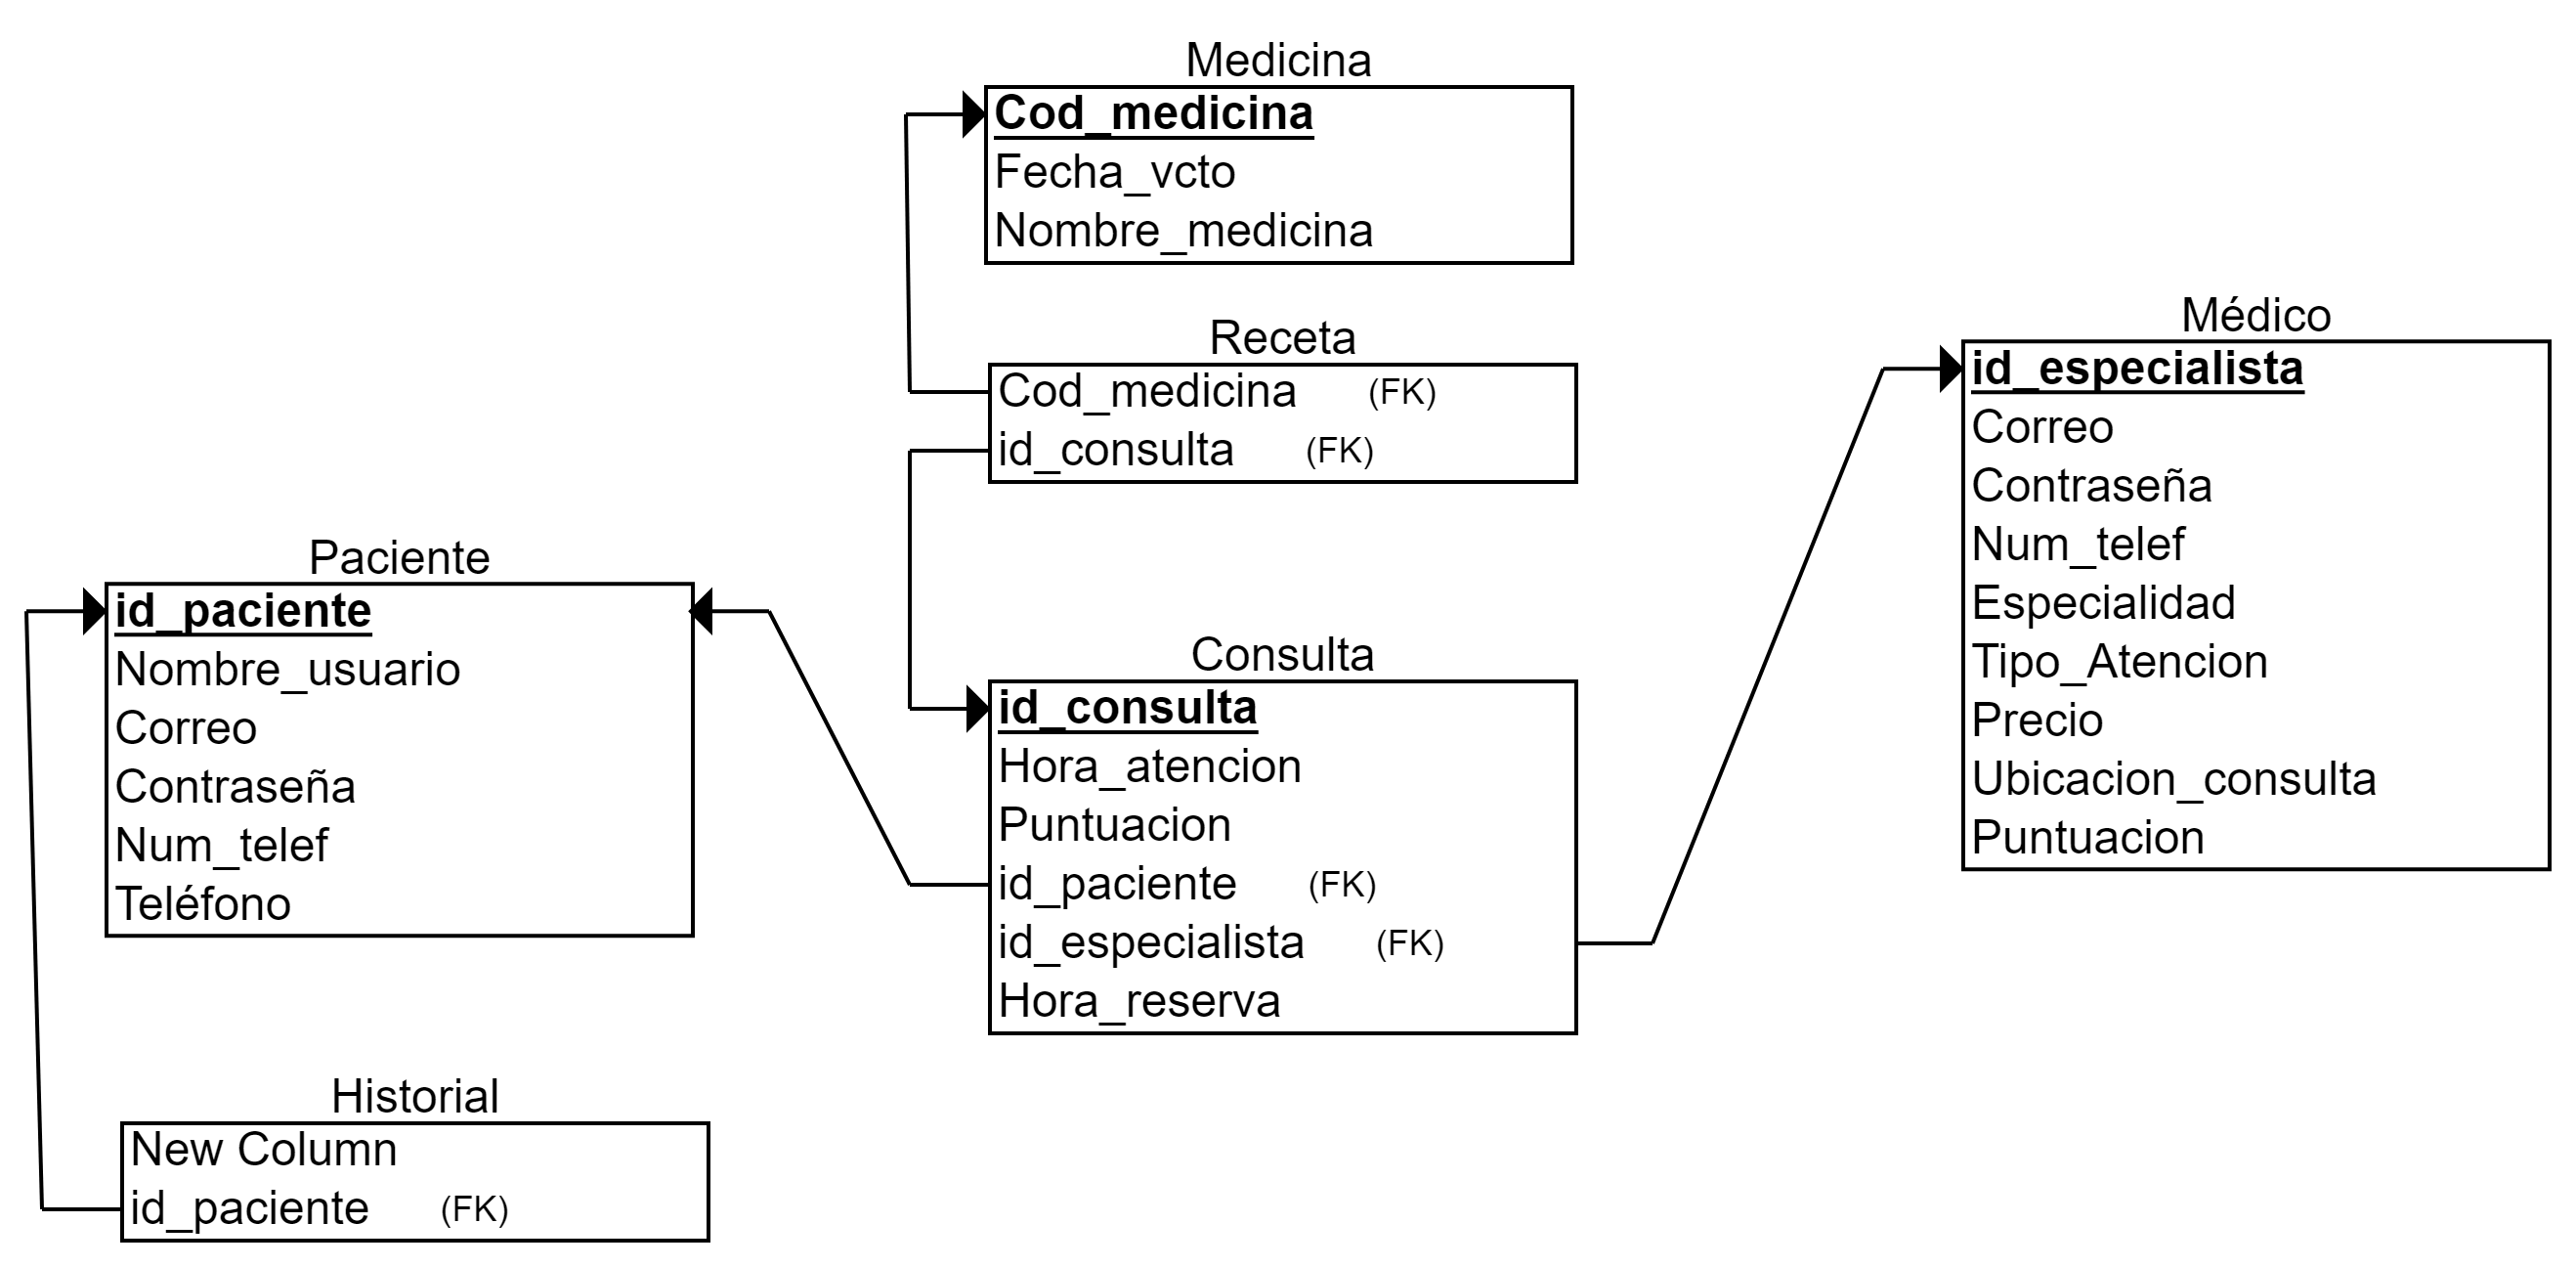 Medicina
Cod_medicina
Fecha_vcto
Nombre_medicina
Receta
Cod_medicina (FK)
id_consulta (FK)
Médico
id_especialista
Correo
Contraseña
Num_telef
Especialidad
Tipo_Atencion
Precio
Ubicacion_consulta
Puntuacion
Paciente
id_paciente
Nombre_usuario
Correo
Contraseña
Num_telef
Teléfono
Consulta
id_consulta
Hora_atencion
Puntuacion
id_paciente (FK)
id_especialista (FK)
Hora_reserva
Historial
New Column
id_paciente (FK)